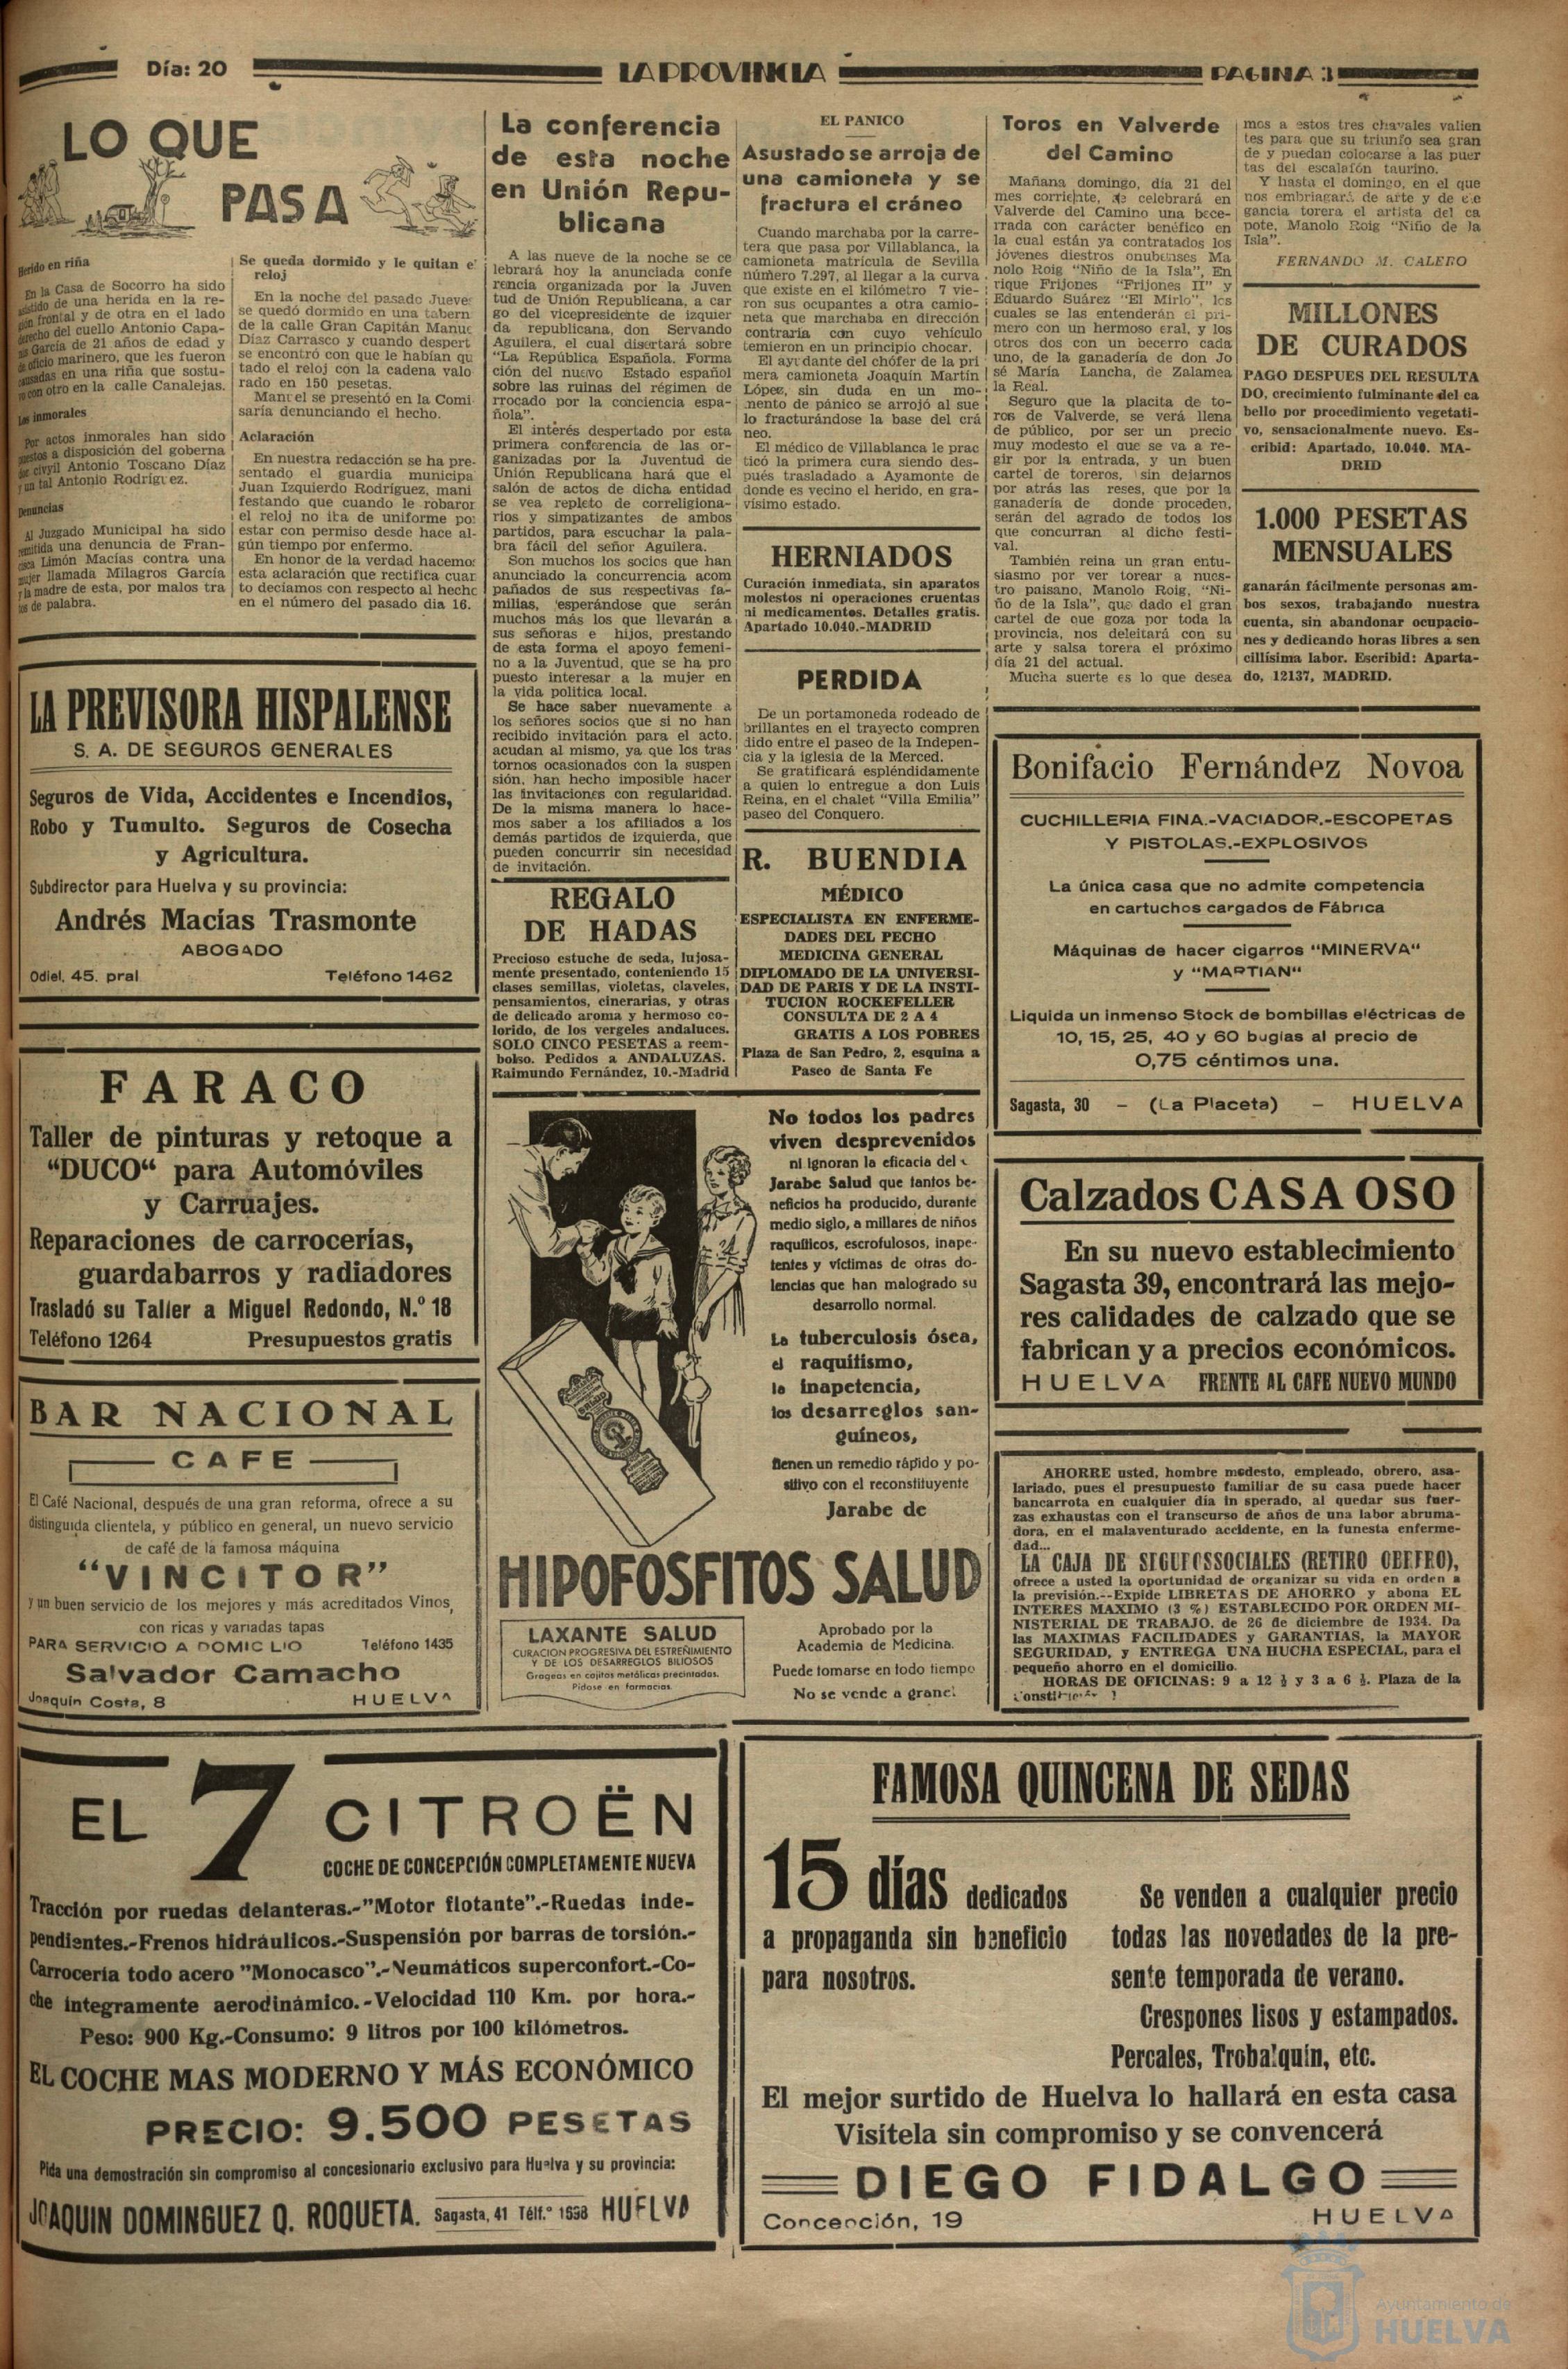 Día: 20
LA PROVINCIA
PAGINA 3
LO QUE
PASA
Herido en riña
En la Casa de Socorro ha sido
asistido de una herida en la re-
gión frontal y de otra en el lado
derecho del cuello Antonio Capa-
García de 21 años de edad y
de oficio marinero, que les fueron
causadas en una riña que sostu-
vo con otro en la calle Canalejas.
Los inmorales
Por actos inmorales han sido
puestos a disposición del goberna
dor civyil Antonio Toscano Díaz
y un tal Antonio Rodríguez.
Denuncias
Al Juzgado Municipal ha sido
remitida una denuncia de Fran-
cisca Limón Macías contra una
mujer llamada Milagros García
y la madre de esta, por malos tra
tos de palabra.
Se queda dormido y le quitan e'
reloj
En la noche del pasado Jueves
se quedó dormido en una tabern
de la calle Gran Capitán Manue
Díaz Carrasco y cuando despert
se encontró con que le habían qu
tado el reloj con la cadena valo
rado en 150 pesetas.
Manuel se presentó en la Comi
saría denunciando el hecho.
Aclaración
En nuestra redacción se ha pre-
sentado el guardia municipa
Juan Izquierdo Rodríguez, mani
festando que cuando le robaror
el reloj no iba de uniforme por
estar con permiso desde hace al-
gún tiempo por enfermo.
En honor de la verdad hacemos
esta aclaración que rectifica cuan
to decíamos con respecto al hecho
en el número del pasado dia 16.
LA PREVISORA HISPALENSE
S. A. DE SEGUROS GENERALES
Seguros de Vida, Accidentes e Incendios,
Robo y Tumulto. Seguros de Cosecha
y Agricultura.
Subdirector para Huelva y su provincia:
Andrés Macías Trasmonte
ABOGADO
Odiel, 45. pral    Teléfono 1462
FARACO
Taller de pinturas y retoque a
"DUCO" para Automóviles
y Carruajes.
Reparaciones de carrocerías,
guardabarros y radiadores
Trasladó su Taller a Miguel Redondo, N.º 18
Teléfono 1264    Presupuestos gratis
BAR NACIONAL
CAFE
El Café Nacional, después de una gran reforma, ofrece a su
distinguida clientela, y público en general, un nuevo servicio
de café de la famosa máquina
"VINCITOR"
y un buen servicio de los mejores y más acreditados Vinos,
con ricas y variadas tapas
PARA SERVICIO A DOMICILIO    Teléfono 1435
Salvador Camacho
Joaquín Costa, 8    HUELVA
La conferencia
de esta noche
en Unión Repu-
blicana
A las nueve de la noche se ce
lebrará hoy la anunciada confe
rencia organizada por la Juven
tud de Unión Republicana, a car
go del vicepresidente de izquier
da republicana, don Servando
Aguilera, el cual disertará sobre
"La República Española. Forma
ción del nuevo Estado español
sobre las ruinas del régimen de
rrocado por la conciencia espa-
ñola".
El interés despertado por esta
primera conferencia de las or-
ganizadas por la Juventud de
Unión Republicana hará que el
salón de actos de dicha entidad
se vea repleto de correligiona-
rios y simpatizantes de ambos
partidos, para escuchar la pala-
bra fácil del señor Aguilera.
Son muchos los socios que han
anunciado la concurrencia acom
pañados de sus respectivas fa-
milias, esperándose que serán
muchos más los que llevarán a
sus señoras e hijos, prestando
de esta forma el apoyo femeni-
no a la Juventud, que se ha pro
puesto interesar a la mujer en
la vida política local.
Se hace saber nuevamente a
los señores socios que si no han
recibido invitación para el acto.
acudan al mismo, ya que los tras
tornos ocasionados con la suspen
sión, han hecho imposible hacer
las invitaciones con regularidad.
De la misma manera lo hace-
mos saber a los afiliados a los
demás partidos de izquierda, que
pueden concurrir sin necesidad
de invitación.
REGALO
DE HADAS
Precioso estuche de seda, lujosa-
mente presentado, conteniendo 15
clases semillas, violetas, claveles,
pensamientos, cinerarias, y otras
de delicado aroma y hermoso co-
lorido, de los vergeles andaluces.
SOLO CINCO PESETAS a reem-
bolso. Pedidos a ANDALUZAS.
Raimundo Fernández, 10.-Madrid
EL PANICO
Asustado se arroja de
una camioneta y se
fractura el cráneo
Cuando marchaba por la carre-
tera que pasa por Villablanca, la
camioneta matrícula de Sevilla
número 7.297, al llegar a la curva
que existe en el kilómetro 7 vie-
ron sus ocupantes a otra camio-
neta que marchaba en dirección
contraria con cuyo vehículo
temieron en un principio chocar.
El ayudante del chófer de la pri
mera camioneta Joaquín Martín
López, sin duda en un mo-
mento de pánico se arrojó al sue
lo fracturándose la base del crá
neo.
El médico de Villablanca le prac
ticó la primera cura siendo des-
pués trasladado a Ayamonte de
donde es vecino el herido, en gra-
vísimo estado.
HERNIADOS
Curación inmediata, sin aparatos
molestos ni operaciones cruentas
ni medicamentos. Detalles gratis.
Apartado 10.040.-MADRID
PERDIDA
De un portamoneda rodeado de
brillantes en el trayecto compren
dido entre el paseo de la Indepen-
cia y la iglesia de la Merced.
Se gratificará espléndidamente
a quien lo entregue a don Luis
Reina, en el chalet "Villa Emilia"
paseo del Conquero.
R. BUENDIA
MÉDICO
ESPECIALISTA EN ENFERME-
DADES DEL PECHO
MEDICINA GENERAL
DIPLOMADO DE LA UNIVERSI-
DAD DE PARIS Y DE LA INSTI-
TUCION ROCKEFELLER
CONSULTA DE 2 A 4
GRATIS A LOS POBRES
Plaza de San Pedro, 2, esquina a
Paseo de Santa Fe
No todos los padres
viven desprevenidos
ni ignoran la eficacia del
Jarabe Salud que tantos be-
neficios ha producido, durante
medio siglo, a millares de niños
raquíticos, escrofulosos, inape-
tentes y víctimas de otras do-
lencias que han malogrado su
desarrollo normal.
La tuberculosis ósea,
el raquitismo,
la inapetencia,
los desarreglos san-
guíneos,
tienen un remedio rápido y po-
sitivo con el reconstituyente
Jarabe de
HIPOFOSFITOS SALUD
LAXANTE SALUD
CURACIÓN PROGRESIVA DEL ESTREÑIMIENTO
Y DE LOS DESARREGLOS BILIOSOS
Grageas en cajitas metálicas precintadas.
Pídase en farmacias.
Aprobado por la
Academia de Medicina.
Puede tomarse en todo tiempo
No se vende a granel.
Toros en Valverde
del Camino
Mañana domingo, día 21 del
mes corriente, se celebrará en
Valverde del Camino una bece-
rrada con carácter benéfico en
la cual están ya contratados los
jóvenes diestros onubenses Ma
nolo Roig "Niño de la Isla", En
rique Frijones "Frijones II" y
Eduardo Suárez "El Mirlo", los
cuales se las entenderán el pri-
mero con un hermoso eral, y los
otros dos con un becerro cada
uno, de la ganadería de don Jo
sé María Lancha, de Zalamea
la Real.
Seguro que la placita de to-
ros de Valverde, se verá llena
de público, por ser un precio
muy modesto el que se va a re-
gir por la entrada, y un buen
cartel de toreros, sin dejarnos
por atrás las reses, que por la
ganadería de donde proceden,
serán del agrado de todos los
que concurran al dicho festi-
val.
También reina un gran entu-
siasmo por ver torear a nues-
tro paisano, Manolo Roig, "Ni-
ño de la Isla", que dado el gran
cartel de que goza por toda la
provincia, nos deleitará con su
arte y salsa torera el próximo
día 21 del actual.
Mucha suerte es lo que desea
mos a estos tres chavales valien
tes para que su triunfo sea gran
de y puedan colocarse a las puer
tas del escalafón taurino.
Y hasta el domingo, en el que
nos embriagará de arte y de ele
gancia torera el artista del ca
pote, Manolo Roig "Niño de la
Isla".
FERNANDO M. CALERO
MILLONES
DE CURADOS
PAGO DESPUES DEL RESULTA
DO, crecimiento fulminante del ca
bello por procedimiento vegetati-
vo, sensacionalmente nuevo. Es-
cribid: Apartado, 10.040. MA-
DRID
1.000 PESETAS
MENSUALES
ganarán fácilmente personas am-
bos sexos, trabajando nuestra
cuenta, sin abandonar ocupacio-
nes y dedicando horas libres a sen
cillísima labor. Escribid: Aparta-
do, 12137, MADRID.
Bonifacio Fernández Novoa
CUCHILLERIA FINA.-VACIADOR.-ESCOPETAS
Y PISTOLAS.-EXPLOSIVOS
La única casa que no admite competencia
en cartuchos cargados de Fábrica
Máquinas de hacer cigarros "MINERVA"
y "MARTIAN"
Liquida un inmenso Stock de bombillas eléctricas de
10, 15, 25, 40 y 60 bugías al precio de
0,75 céntimos una.
Sagasta, 30 - (La Placeta) - HUELVA
Calzados CASA OSO
En su nuevo establecimiento
Sagasta 39, encontrará las mejo-
res calidades de calzado que se
fabrican y a precios económicos.
HUELVA FRENTE AL CAFE NUEVO MUNDO
AHORRE usted, hombre modesto, empleado, obrero, asa-
lariado, pues el presupuesto familiar de su casa puede hacer
bancarrota en cualquier día in sperado, al quedar sus fuer-
zas exhaustas con el transcurso de años de una labor abruma-
dora, en el malaventurado accidente, en la funesta enferme-
dad...
LA CAJA DE SEGUROSSOCIALES (RETIRO OBRERO),
ofrece a usted la oportunidad de organizar su vida en orden a
la previsión.--Expide LIBRETAS DE AHORRO y abona EL
INTERES MAXIMO (3 %) ESTABLECIDO POR ORDEN MI-
NISTERIAL DE TRABAJO, de 26 de diciembre de 1934. Da
las MAXIMAS FACILIDADES y GARANTIAS, la MAYOR
SEGURIDAD, y ENTREGA UNA HUCHA ESPECIAL, para el
pequeño ahorro en el domicilio.
HORAS DE OFICINAS: 9 a 12 ½ y 3 a 6 ½. Plaza de la
EL 7 CITROËN
COCHE DE CONCEPCIÓN COMPLETAMENTE NUEVA
Tracción por ruedas delanteras.-"Motor flotante".-Ruedas inde-
pendientes.-Frenos hidráulicos.-Suspensión por barras de torsión.-
Carrocería todo acero "Monocasco".-Neumáticos superconfort.-Co-
che íntegramente aerodinámico.-Velocidad 110 Km. por hora.-
Peso: 900 Kg.-Consumo: 9 litros por 100 kilómetros.
EL COCHE MAS MODERNO Y MÁS ECONÓMICO
PRECIO: 9.500 PESETAS
Pida una demostración sin compromiso al concesionario exclusivo para Huelva y su provincia:
JOAQUIN DOMINGUEZ Q. ROQUETA. Sagasta, 41 Télf.º 1698 HUELVA
FAMOSA QUINCENA DE SEDAS
15 días dedicados
a propaganda sin beneficio
para nosotros.
Se venden a cualquier precio
todas las novedades de la pre-
sente temporada de verano.
Crespones lisos y estampados.
Percales, Trobalquin, etc.
El mejor surtido de Huelva lo hallará en esta casa
Visítela sin compromiso y se convencerá
DIEGO FIDALGO
Concepción, 19    HUELVA
Ayuntamiento de
HUELVA